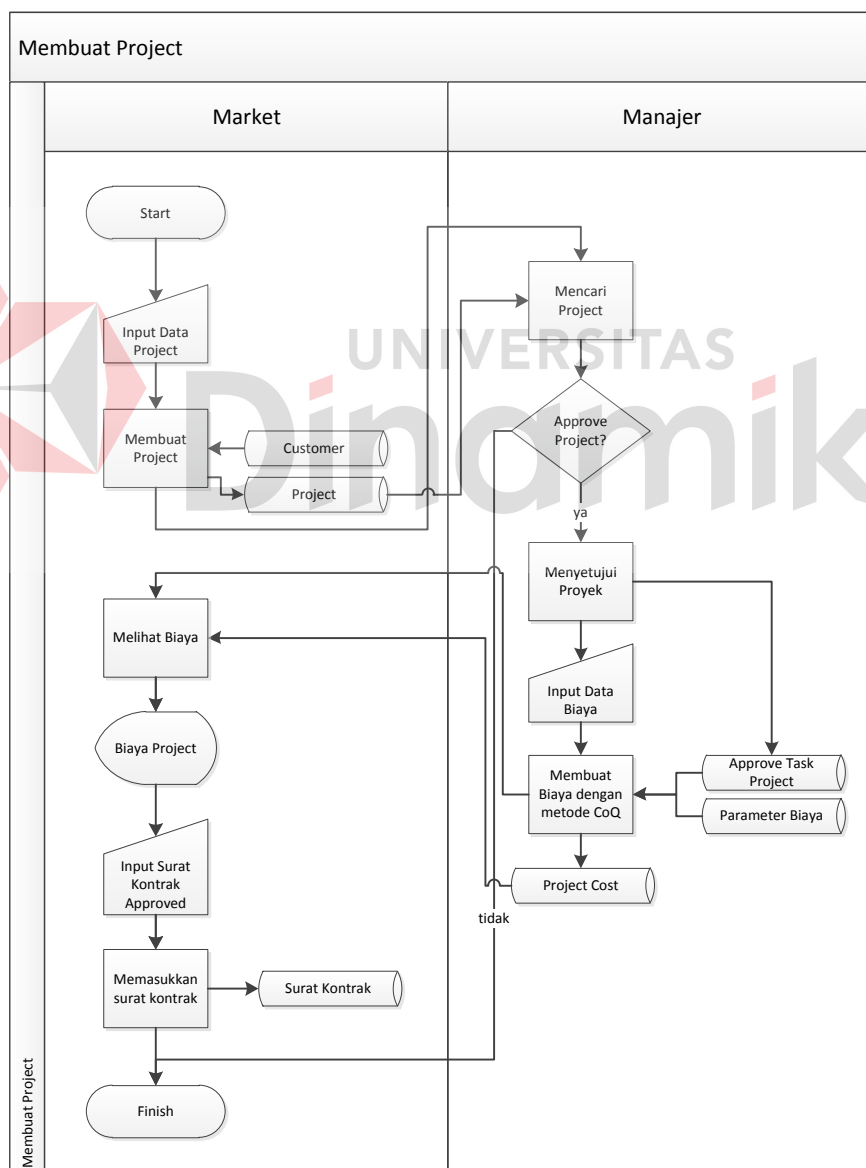 Membuat Project
Market
Manajer
Start
Input Data
Project
Membuat
Project
Customer
Project
Mencari
Project
UNIVERSITAS
Dinamika
Approve
Project?
ya
Menyetujui
Proyek
Melihat Biaya
Input Data
Biaya
Biaya Project
Membuat
Biaya dengan
metode CoQ
Approve Task
Project
Parameter Biaya
Input Surat
Kontrak
Approved
Project Cost
tidak
Memasukkan
surat kontrak
Surat Kontrak
Finish
Membuat Project